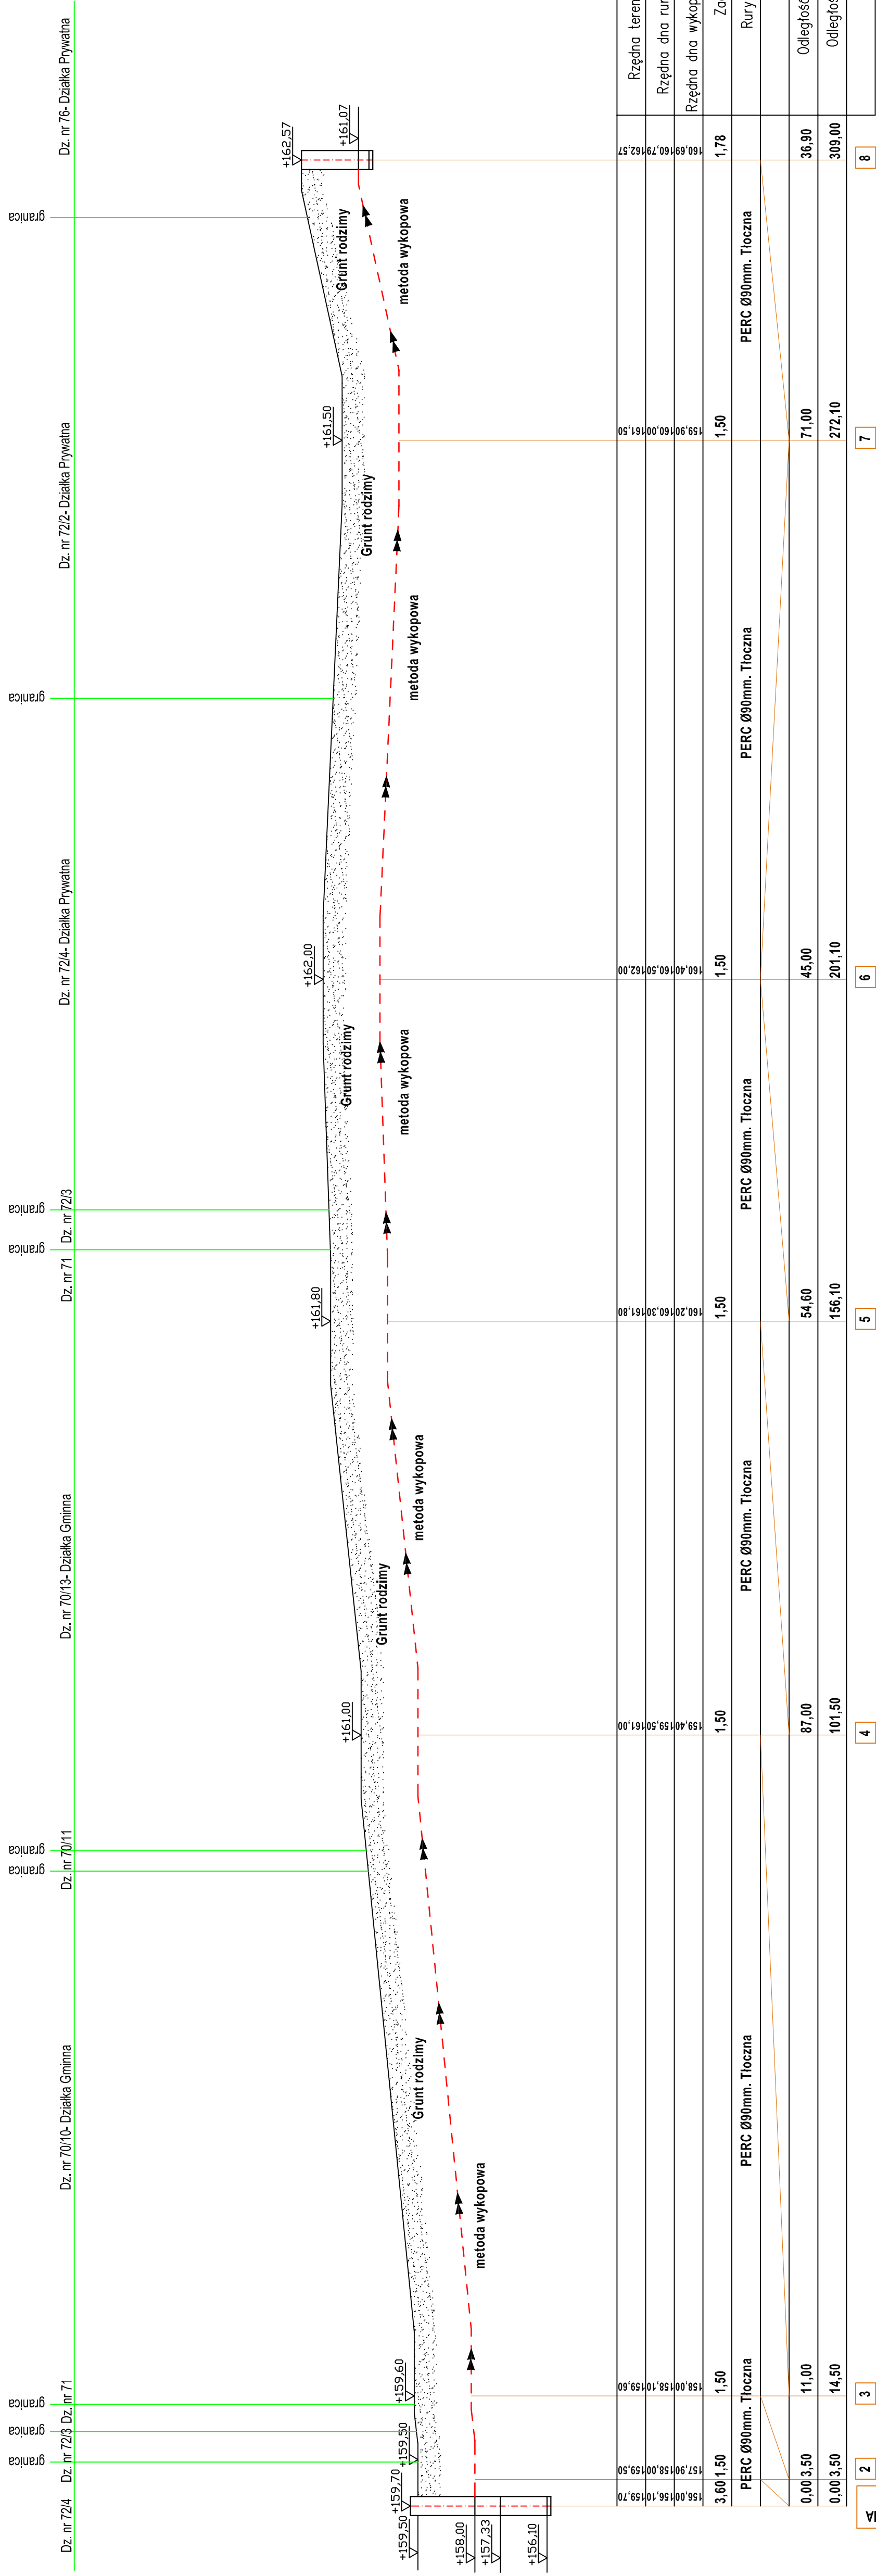 Dz. nr 76- Działka Prywatna
granica
Dz. nr 72/2- Działka Prywatna
granica
Dz. nr 72/4- Działka Prywatna
granica
Dz. nr 72/3
granica
Dz. nr 71
Dz. nr 70/13- Działka Gminna
granica
Dz. nr 70/11
granica
Dz. nr 70/10- Działka Gminna
granica
Dz. nr 71
granica
Dz. nr 72/3
granica
Dz. nr 72/4
+162,57
+161,07
Grunt rodzimy
metoda wykopowa
+161,50
Grunt rodzimy
metoda wykopowa
+162,00
Grunt rodzimy
metoda wykopowa
+161,80
metoda wykopowa
Grunt rodzimy
+161,00
Grunt rodzimy
metoda wykopowa
+159,60
+159,50
+159,70
+159,50
+158,00
+157,33
+156,10
Rzędna
Rzędna dna
Rzędna dna
Rury
162,57
160,79
160,69
1,78
36,90
309,00
8
PERC Ø90mm. Tłoczna
161,50
160,00
159,90
1,50
71,00
272,10
7
PERC Ø90mm. Tłoczna
162,00
160,50
160,40
1,50
45,00
201,10
6
PERC Ø90mm. Tłoczna
161,80
160,30
160,20
1,50
54,60
156,10
5
PERC Ø90mm. Tłoczna
161,00
159,50
159,40
1,50
87,00
101,50
4
PERC Ø90mm. Tłoczna
159,60
158,10
158,00
1,50
11,00
14,50
3
PERC Ø90mm. Tłoczna
159,50
158,00
157,90
1,50
3,50
3,50
2
159,70
156,10
156,00
3,60
0,00
0,00